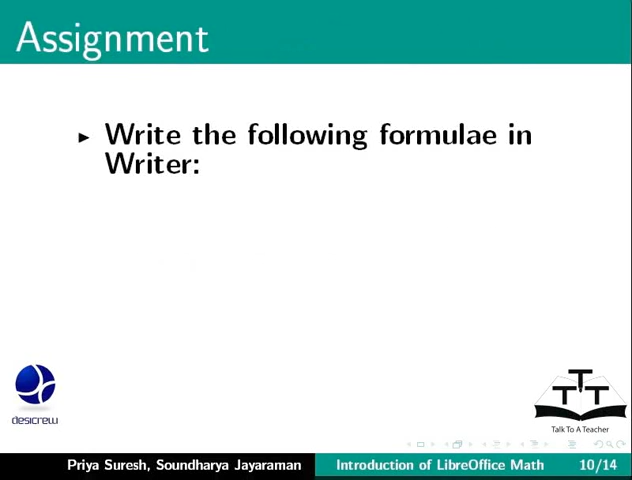 Assignment
► Write the following formulae in
Writer:
desicrew
TTT
Talk To A Teacher
Priya Suresh, Soundharya Jayaraman Introduction of LibreOffice Math 10/14